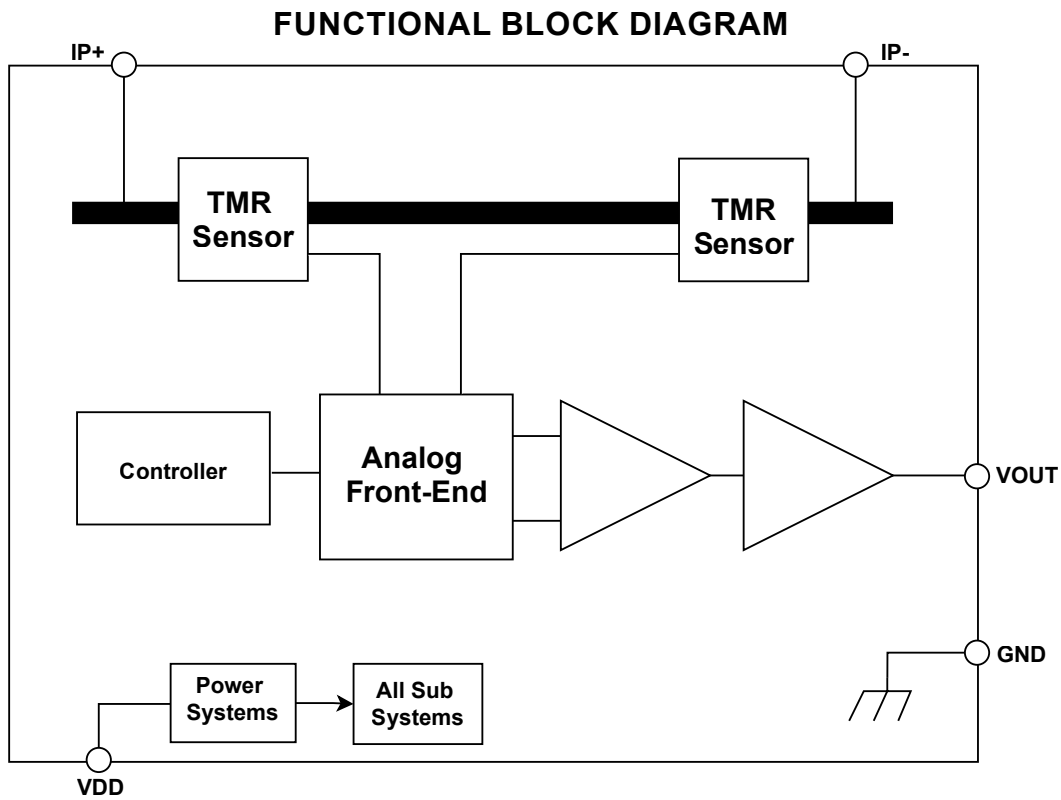 FUNCTIONAL BLOCK DIAGRAM
IP+
IP-
TMR
Sensor
TMR
Sensor
Controller
Analog
Front-End
VOUT
GND
Power
Systems
All Sub
Systems
VDD